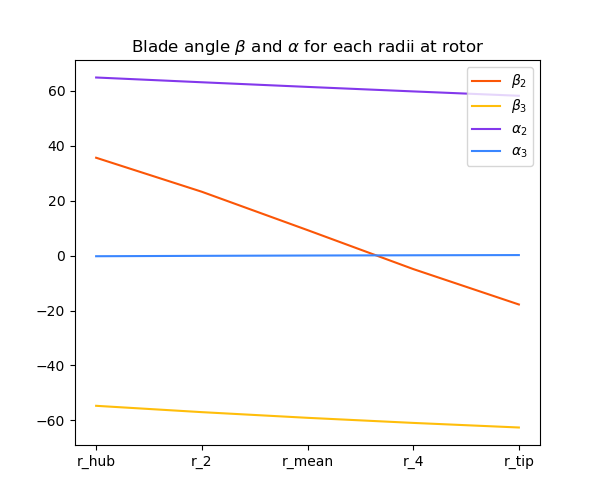 Blade angle β and α for each radii at rotor
β₂
β₃
α₂
α₃
60
40
20
0
−20
−40
−60
r_hub r_2 r_mean r_4 r_tip